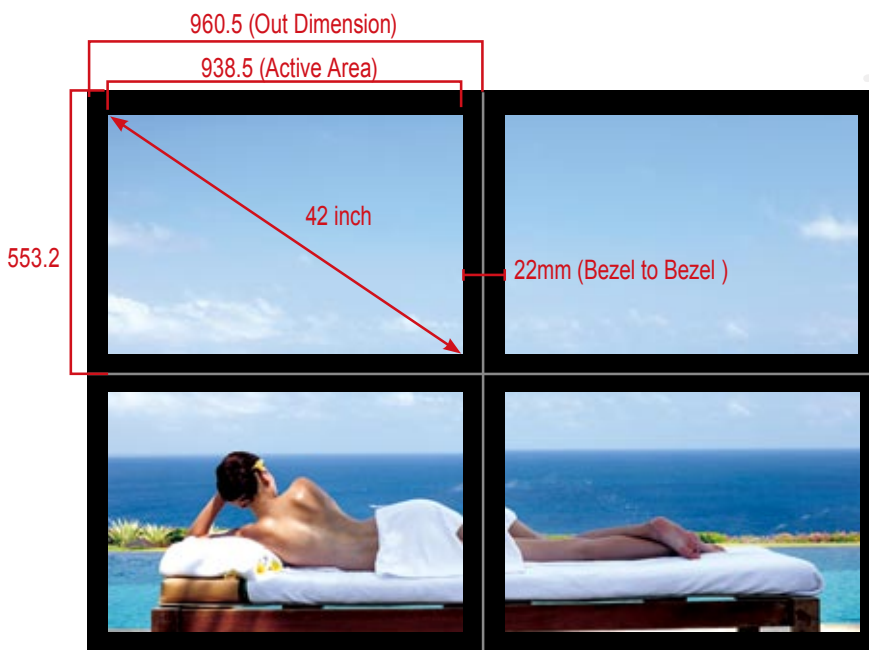 960.5 (Out Dimension)
938.5 (Active Area)
42 inch
553.2
22mm (Bezel to Bezel )